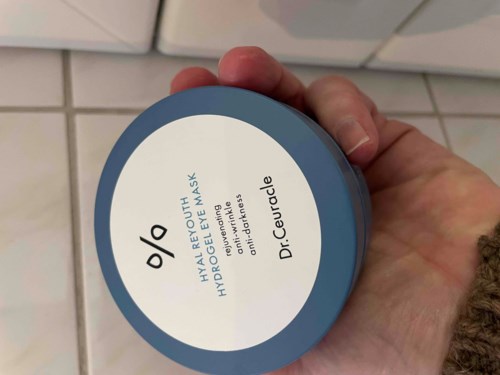 %
HYAL REYOUTH
HYDROGEL EYE MASK
rejuvenating
anti-wrinkle
anti-darkness
Dr.Ceuracle